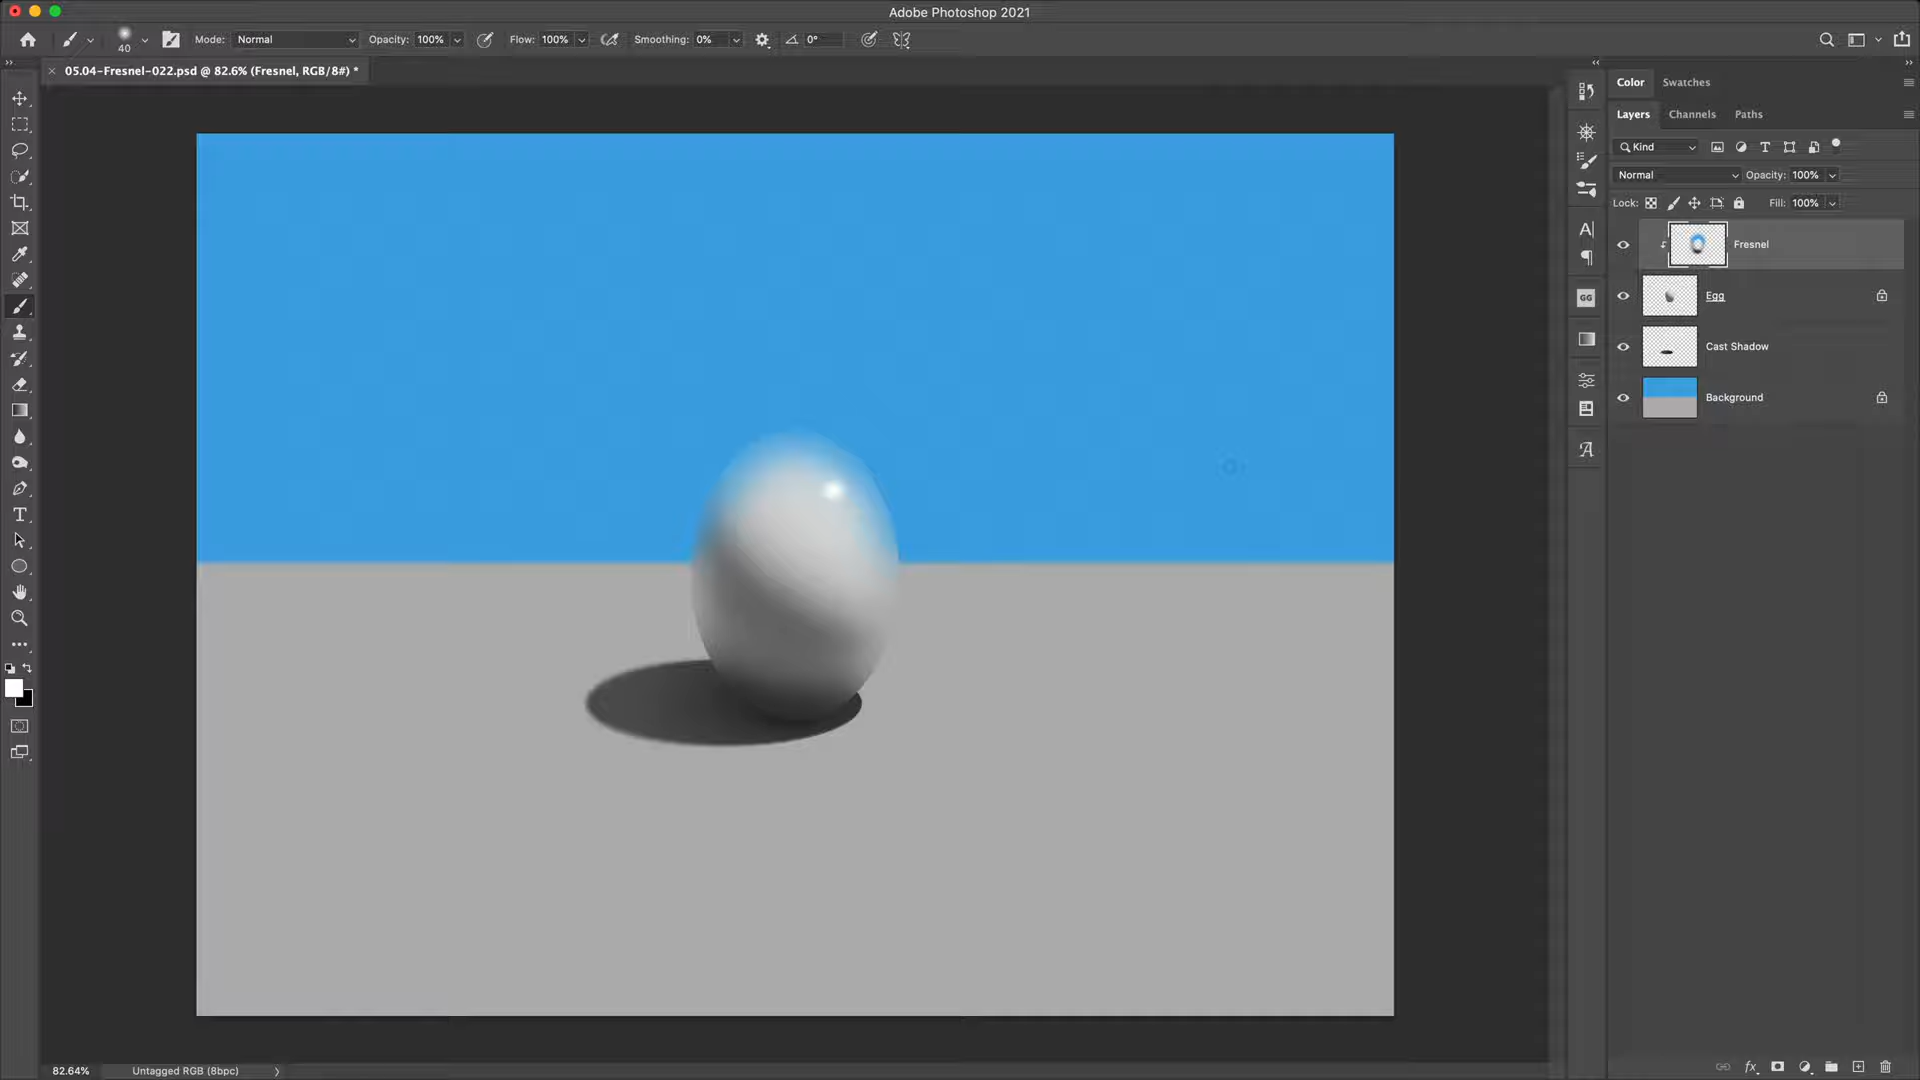 Adobe Photoshop 2021
40
Mode: Normal
Opacity: 100%
Flow: 100%
Smoothing: 0%
0°
05.04-Fresnel-022.psd @ 82.6% (Fresnel, RGB/8#) *
Color
Swatches
Layers
Channels
Paths
Kind
Normal
Opacity: 100%
Lock:
Fill: 100%
Fresnel
Egg
Cast Shadow
Background
GG
fx
82.64%
Untagged RGB (8bpc)